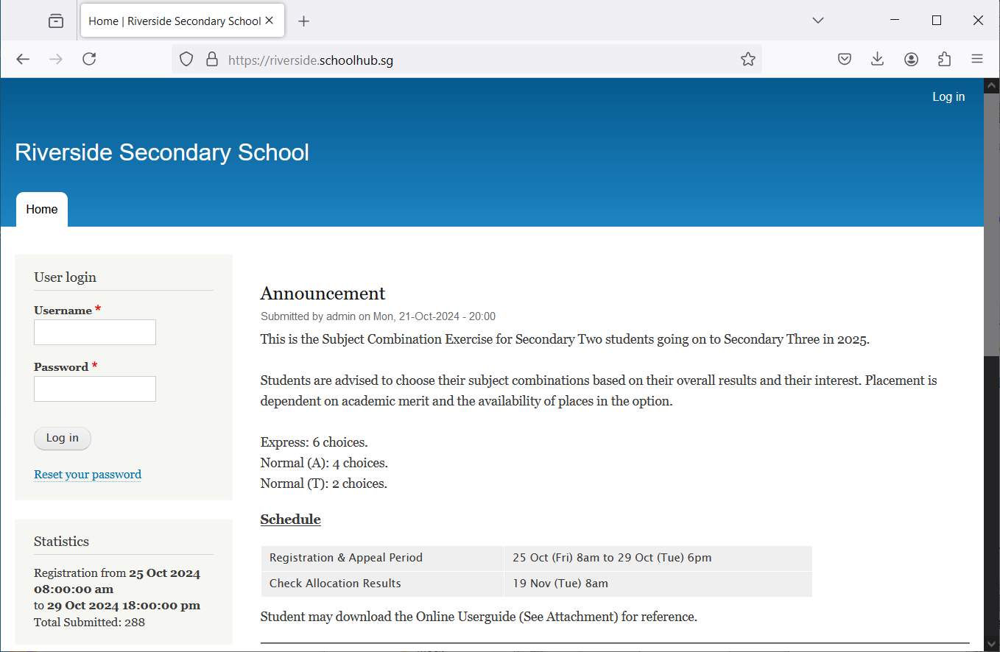 Home | Riverside Secondary School
https://riverside.schoolhub.sg
Log in
Riverside Secondary School
Home
User login
Username *
Password *
Log in
Reset your password
Statistics
Registration from 25 Oct 2024
08:00:00 am
to 29 Oct 2024 18:00:00 pm
Total Submitted: 288
Announcement
Submitted by admin on Mon, 21-Oct-2024 - 20:00
This is the Subject Combination Exercise for Secondary Two students going on to Secondary Three in 2025.
Students are advised to choose their subject combinations based on their overall results and their interest. Placement is
dependent on academic merit and the availability of places in the option.
Express: 6 choices.
Normal (A): 4 choices.
Normal (T): 2 choices.
Schedule
Registration & Appeal Period 25 Oct (Fri) 8am to 29 Oct (Tue) 6pm
Check Allocation Results 19 Nov (Tue) 8am
Student may download the Online Userguide (See Attachment) for reference.